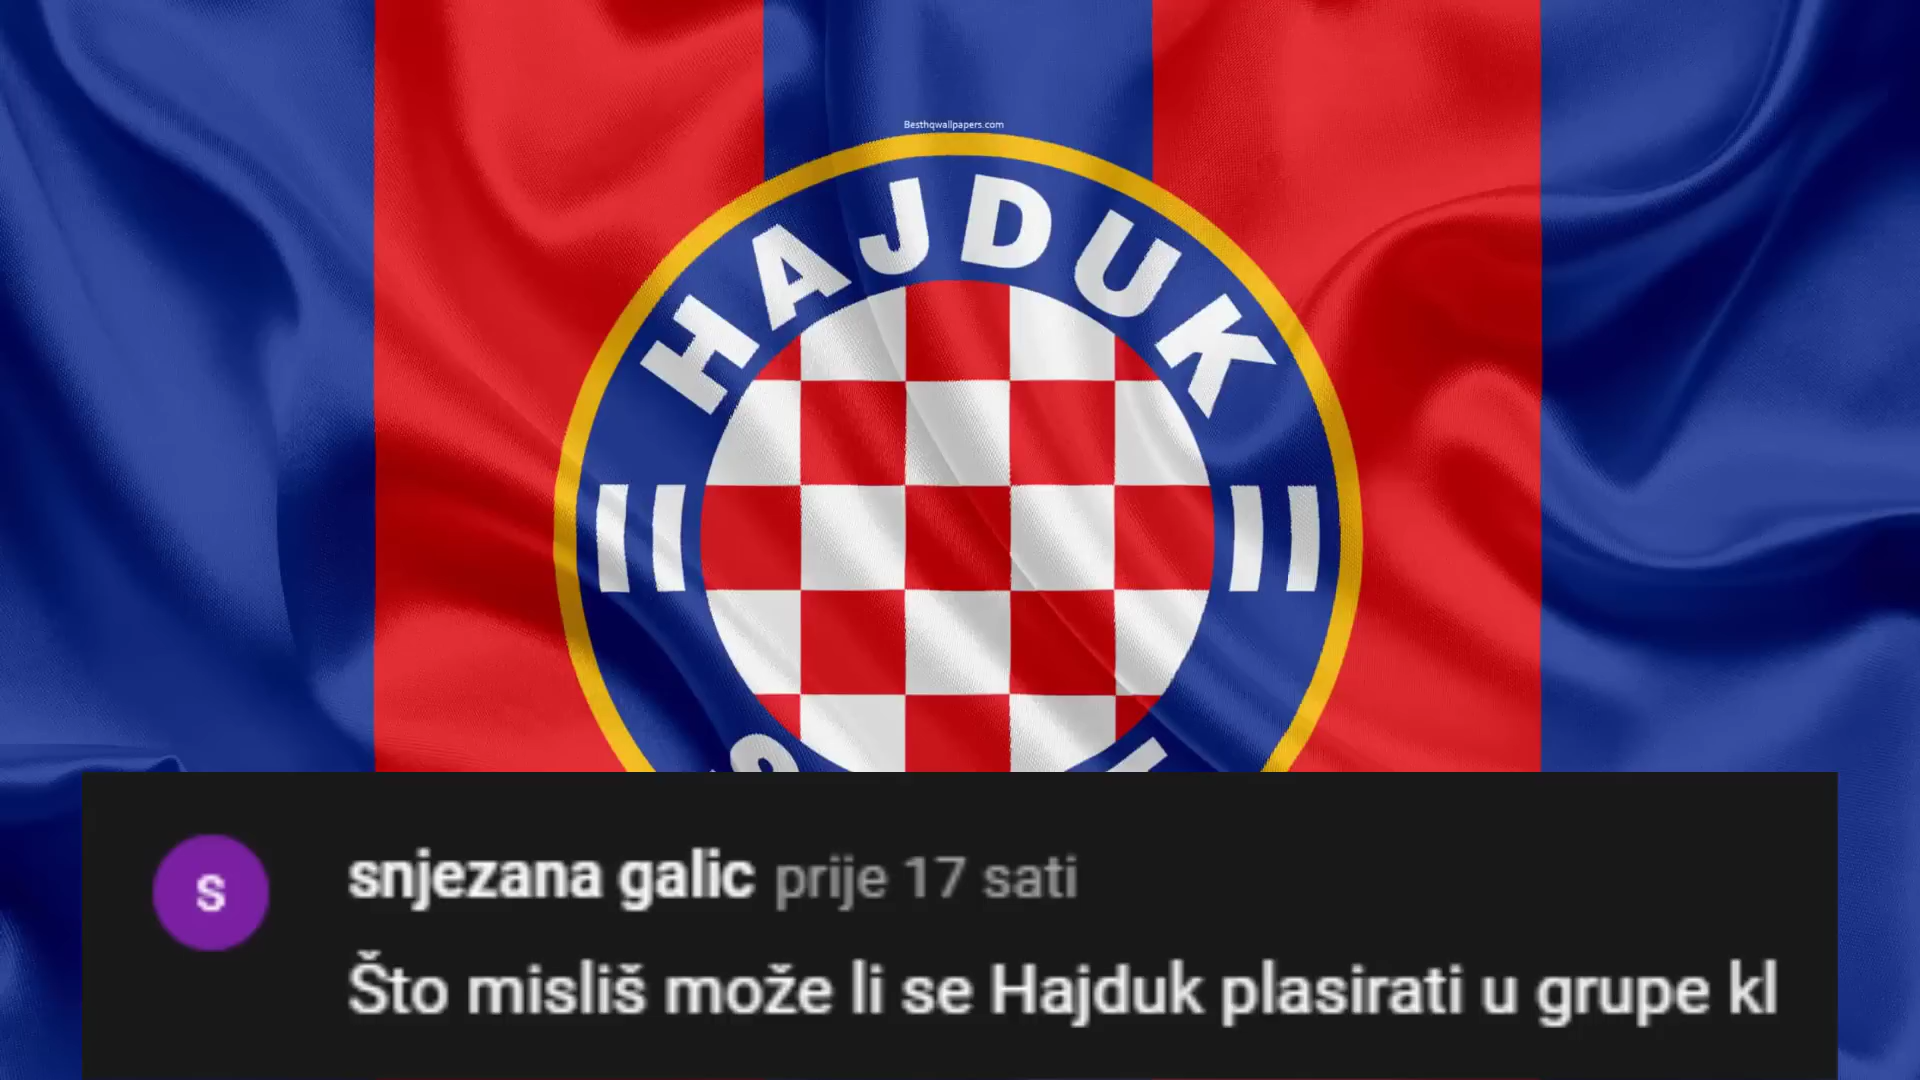 Besthqwallpapers.com
HAJDUK
S
snjezana galic prije 17 sati
Što misliš može li se Hajduk plasirati u grupe kl